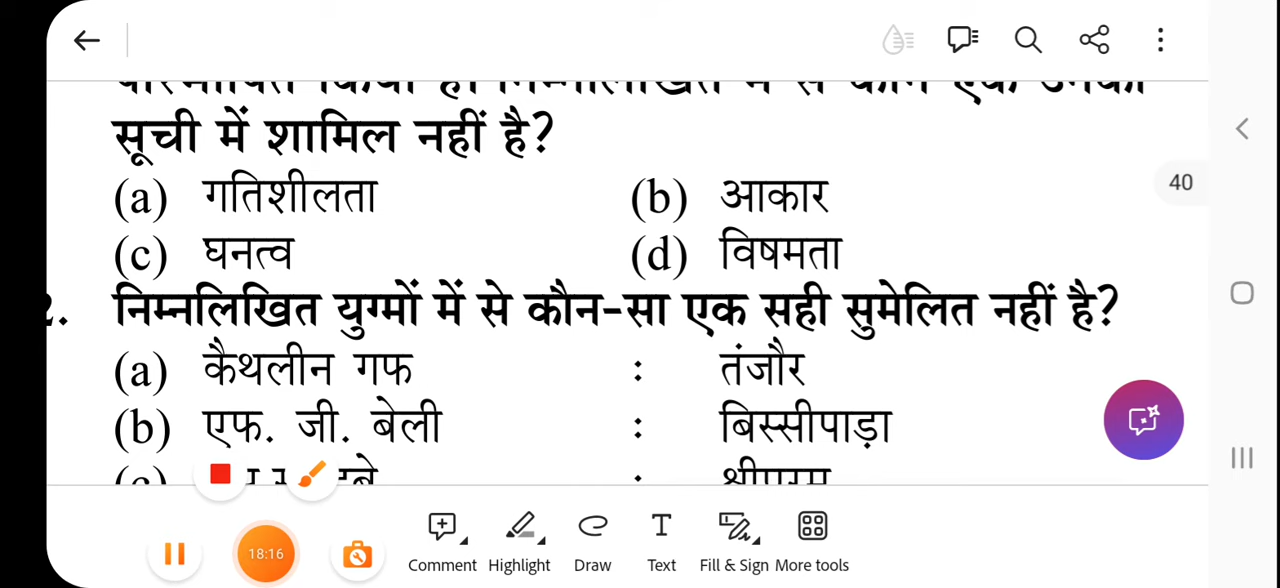 40
सूची में शामिल नहीं है?
(a) गतिशीलता (b) आकार
(c) घनत्व (d) विषमता
निम्नलिखित युग्मों में से कौन-सा एक सही सुमेलित नहीं है?
(a) कैथलीन गफ : तंजौर
(b) एफ. जी. बेली : बिस्सीपाड़ा
18:16
Comment Highlight Draw Text Fill & Sign More tools